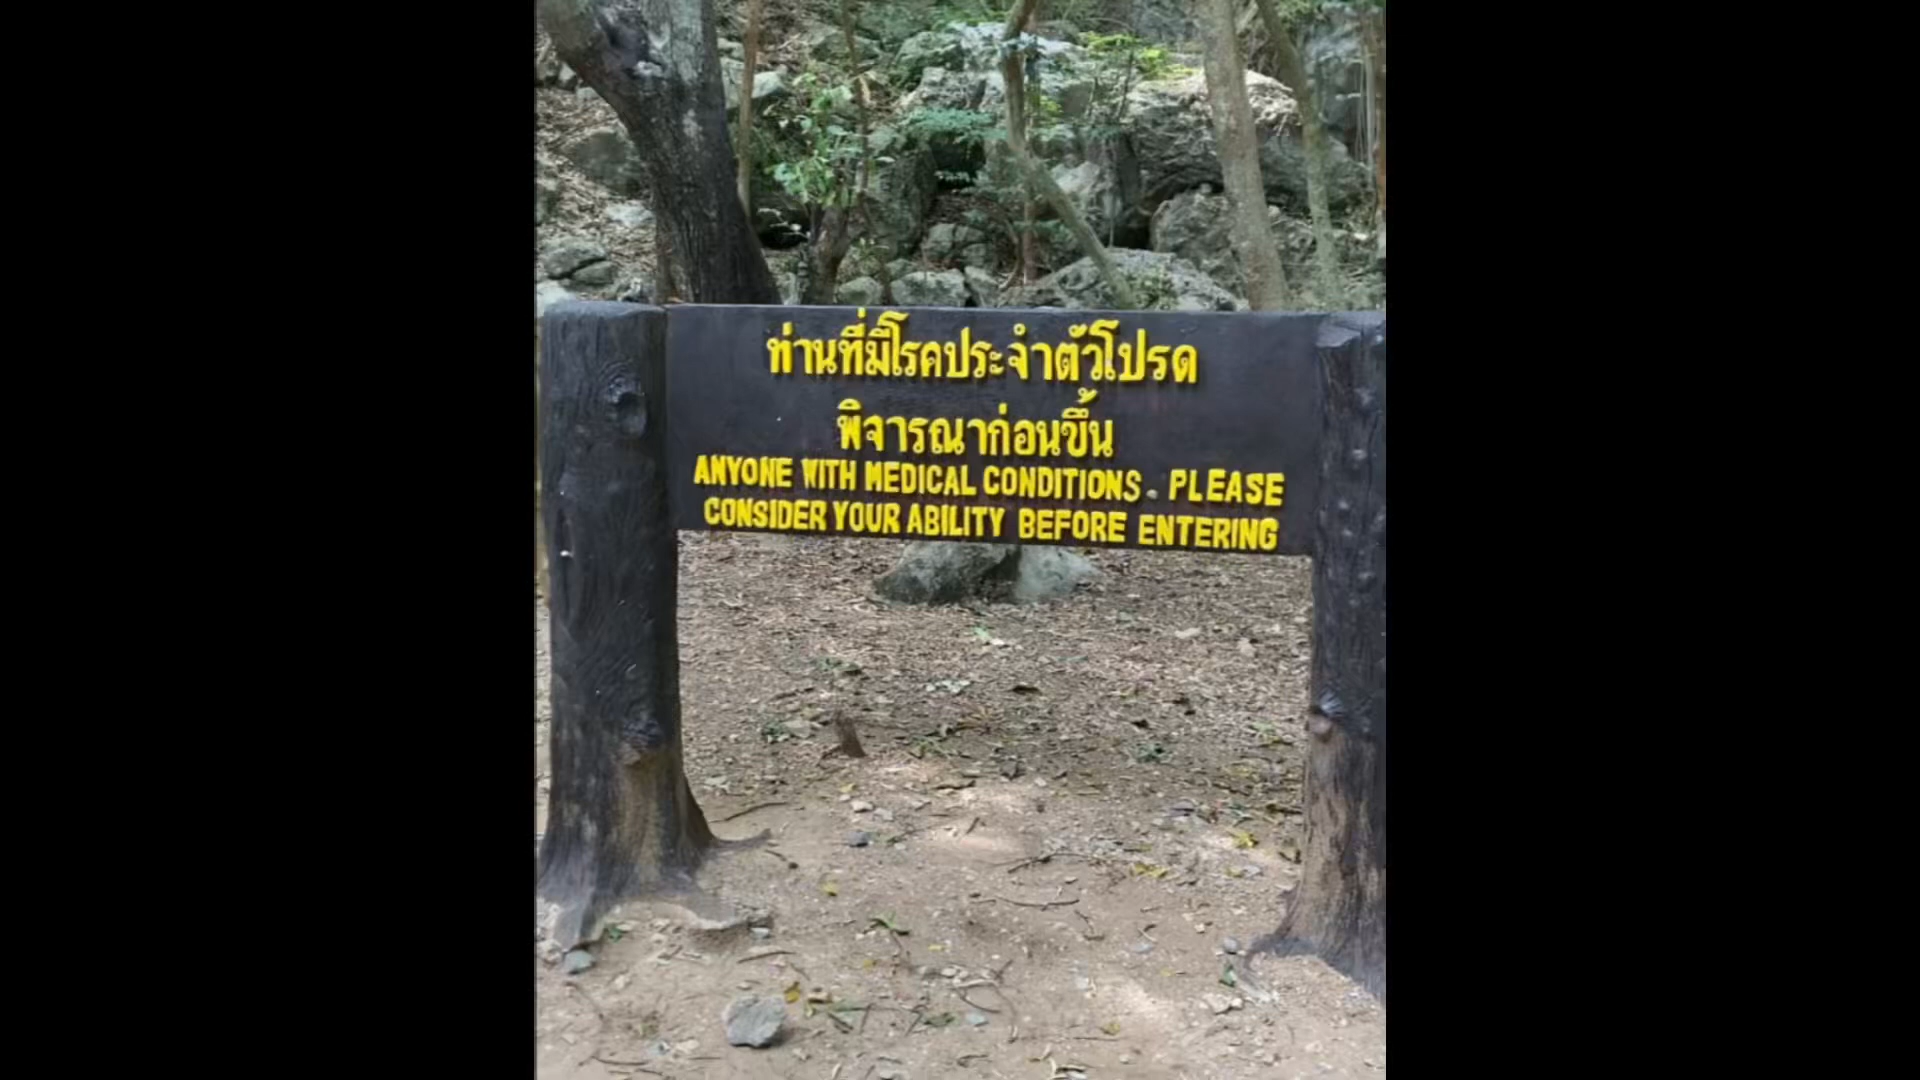 ท่านที่มีโรคประจำตัวโปรด
พิจารณาก่อนขึ้น
ANYONE WITH MEDICAL CONDITIONS. PLEASE
CONSIDER YOUR ABILITY BEFORE ENTERING